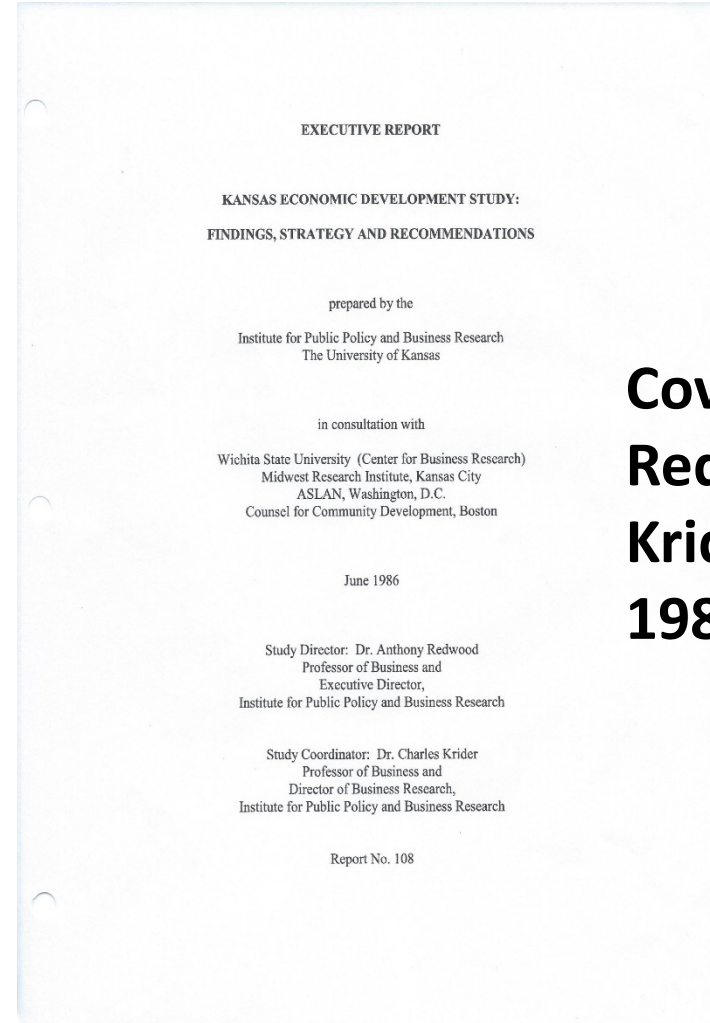 EXECUTIVE REPORT
KANSAS ECONOMIC DEVELOPMENT STUDY:
FINDINGS, STRATEGY AND RECOMMENDATIONS
prepared by the
Institute for Public Policy and Business Research
The University of Kansas
in consultation with
Wichita State University (Center for Business Research)
Midwest Research Institute, Kansas City
ASLAN, Washington, D.C.
Counsel for Community Development, Boston
June 1986
Study Director: Dr. Anthony Redwood
Professor of Business and
Executive Director,
Institute for Public Policy and Business Research
Study Coordinator: Dr. Charles Krider
Professor of Business and
Director of Business Research,
Institute for Public Policy and Business Research
Report No. 108